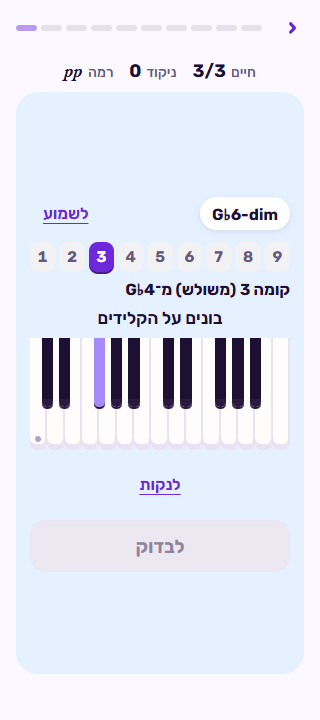 חיים 3/3 ניקוד 0 רמה pp
G♭6-dim לשמוע
1 2 3 4 5 6 7 8 9
קומה 3 (משולש) מ־G♭4
בונים על הקלידים
לנקות
לבדוק